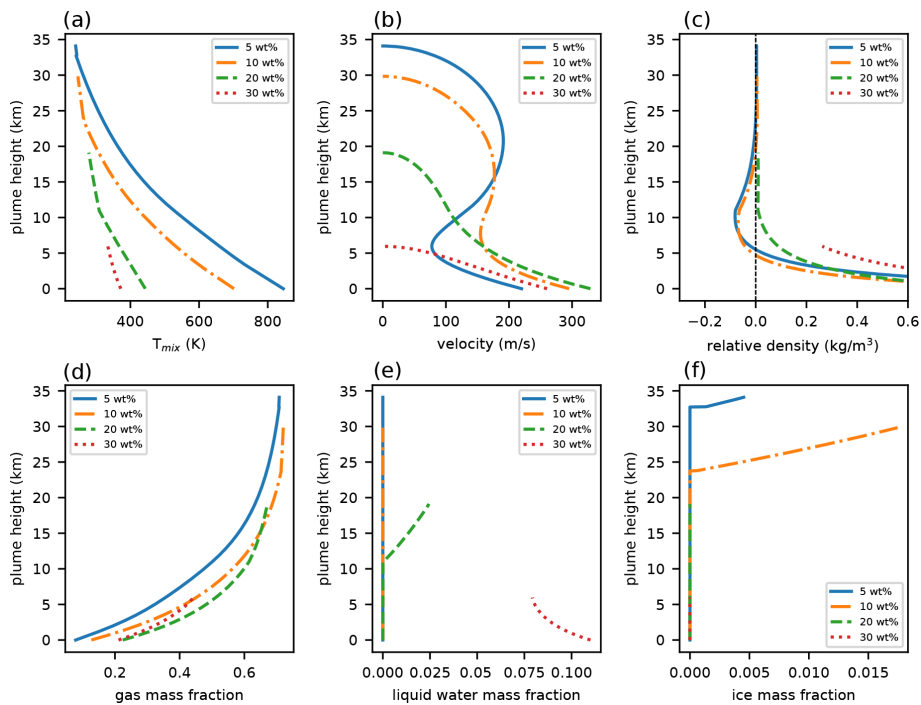 (a)
35
30
25
20
15
10
5
0
plume height (km)
5 wt%
10 wt%
20 wt%
30 wt%
400 600 800
T_mix (K)
(b)
35
30
25
20
15
10
5
0
plume height (km)
5 wt%
10 wt%
20 wt%
30 wt%
0 100 200 300
velocity (m/s)
(c)
35
30
25
20
15
10
5
0
plume height (km)
5 wt%
10 wt%
20 wt%
30 wt%
−0.2 0.0 0.2 0.4 0.6
relative density (kg/m³)
(d)
35
30
25
20
15
10
5
0
plume height (km)
5 wt%
10 wt%
20 wt%
30 wt%
0.2 0.4 0.6
gas mass fraction
(e)
35
30
25
20
15
10
5
0
plume height (km)
5 wt%
10 wt%
20 wt%
30 wt%
0.000 0.025 0.050 0.075 0.100
liquid water mass fraction
(f)
35
30
25
20
15
10
5
0
plume height (km)
5 wt%
10 wt%
20 wt%
30 wt%
0.000 0.005 0.010 0.015
ice mass fraction